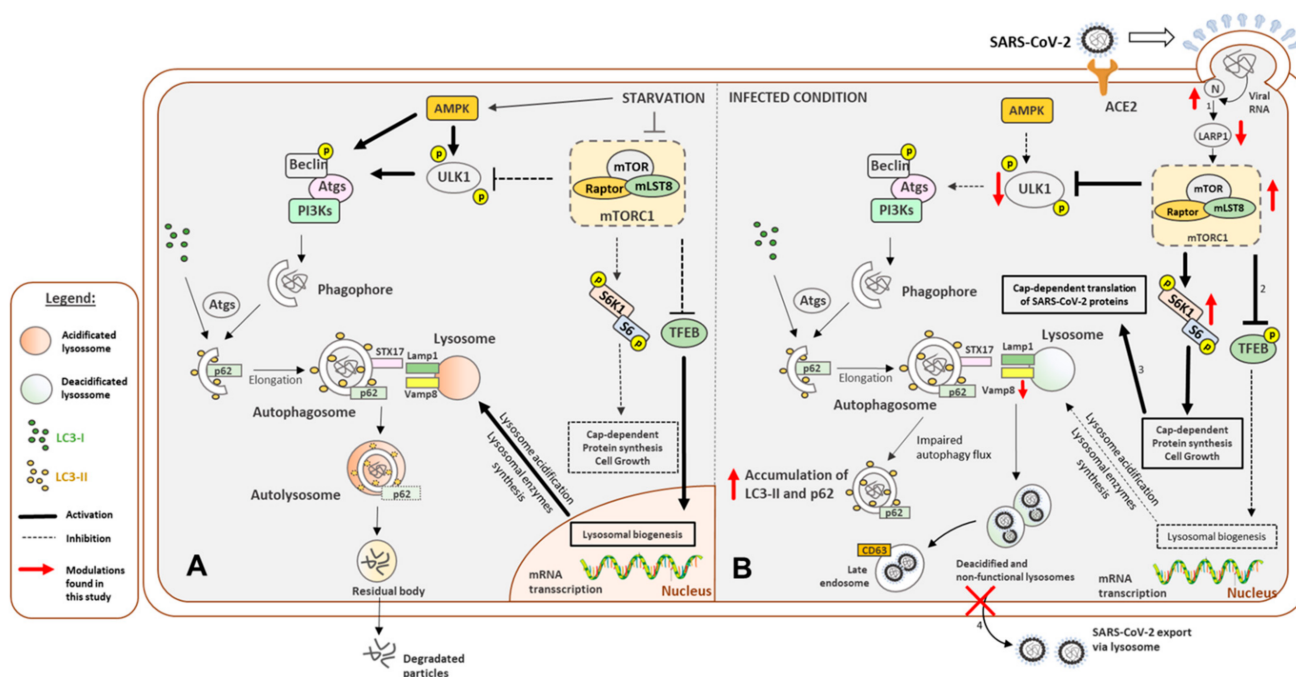 SARS-CoV-2
ACE2
N
1
Viral
RNA
LARP1
STARVATION
AMPK
P
Beclin
Atgs
PI3Ks
P
ULK1
P
mTOR
Raptor
mLST8
mTORC1
Phagophore
Atgs
p62
Elongation
STX17
Lamp1
Vamp8
Lysosome
p62
Autophagosome
P
S6K1
S6
P
TFEB
Cap-dependent
Protein synthesis
Cell Growth
Lysosome acidification
Lysosomal enzymes
synthesis
Autolysosome
p62
Residual body
Degraded
particles
Lysosomal biogenesis
mRNA
transscription
Nucleus
A
INFECTED CONDITION
AMPK
P
Beclin
Atgs
PI3Ks
P
ULK1
P
mTOR
Raptor
mLST8
mTORC1
Phagophore
Atgs
p62
Elongation
STX17
Lamp1
Vamp8
Lysosome
p62
Autophagosome
Cap-dependent translation
of SARS-CoV-2 proteins
P
S6K1
S6
P
2
P
TFEB
3
Cap-dependent
Protein synthesis
Cell Growth
Lysosome acidification
Lysosomal enzymes
synthesis
Impaired
autophagy flux
Accumulation of
LC3-II and p62
p62
CD63
Late
endosome
Deacidified and
non-functional lysosomes
Lysosomal biogenesis
mRNA
transcription
Nucleus
B
4
SARS-CoV-2 export
via lysosome
Legend:
Acidificated
lysossome
Deacidificated
lysossome
LC3-I
LC3-II
Activation
Inhibition
Modulations
found in
this study